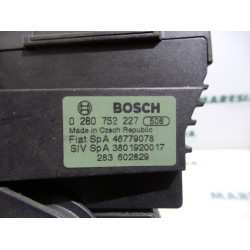 BOSCH
0 280 752 227 506
Made in Czech Republic
Fiat SpA 46779078
SIV SpA 3801920017
283 602829